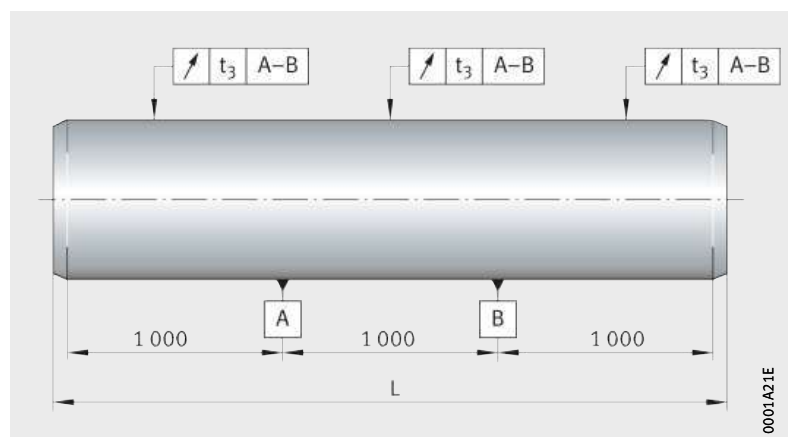 t3 A–B t3 A–B t3 A–B
A B
1 000 1 000 1 000
L
0001A21E